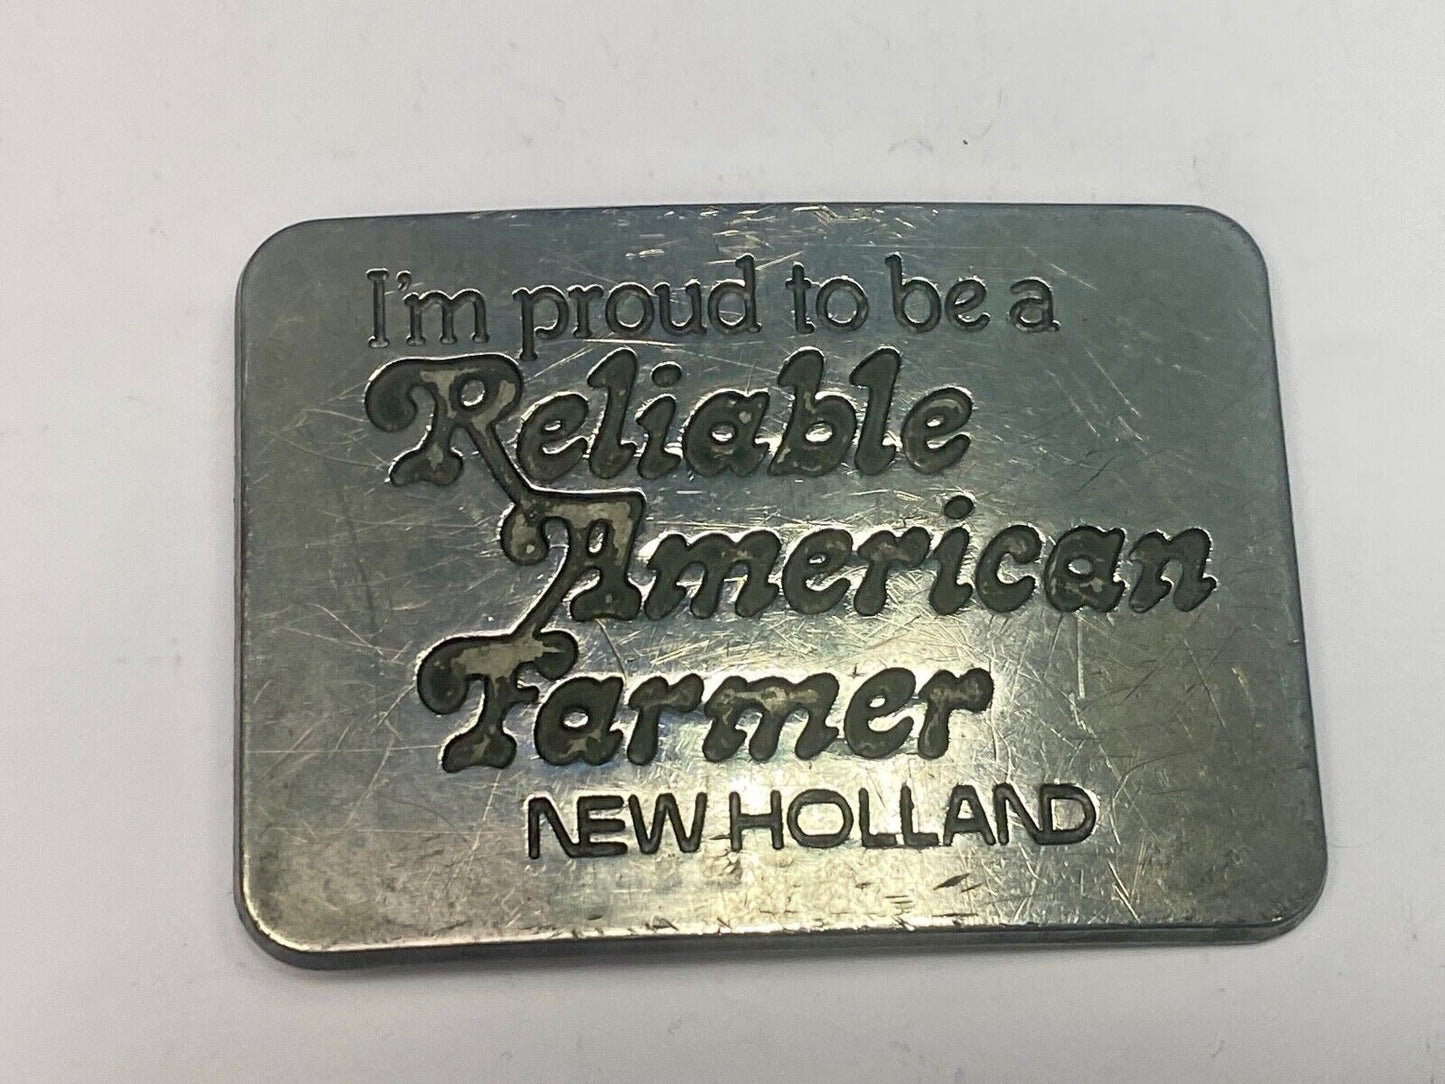 I'm proud to be a
Reliable
American
Farmer
NEW HOLLAND